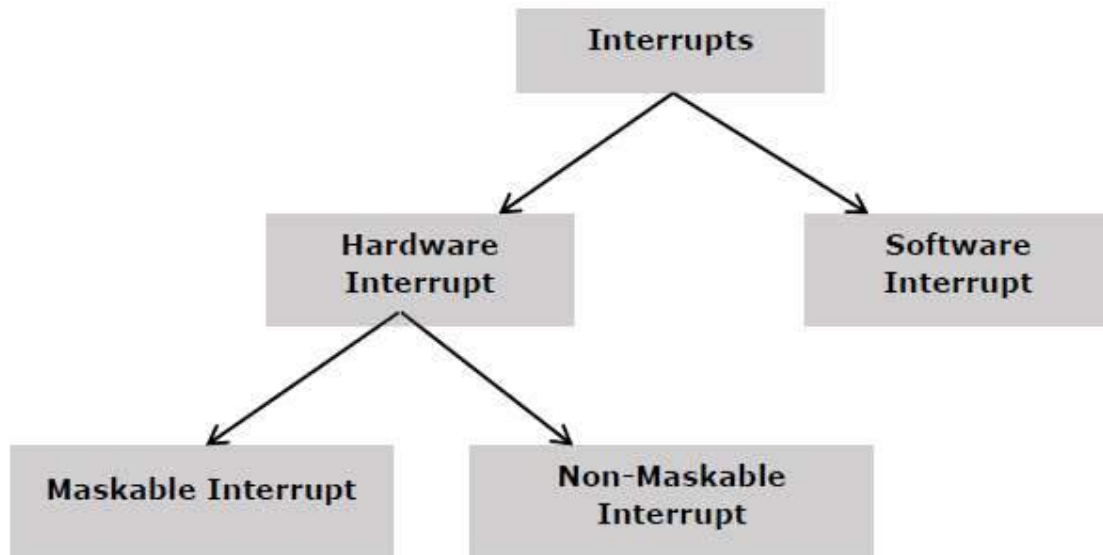 Interrupts
Hardware
Interrupt
Software
Interrupt
Maskable Interrupt
Non-Maskable
Interrupt